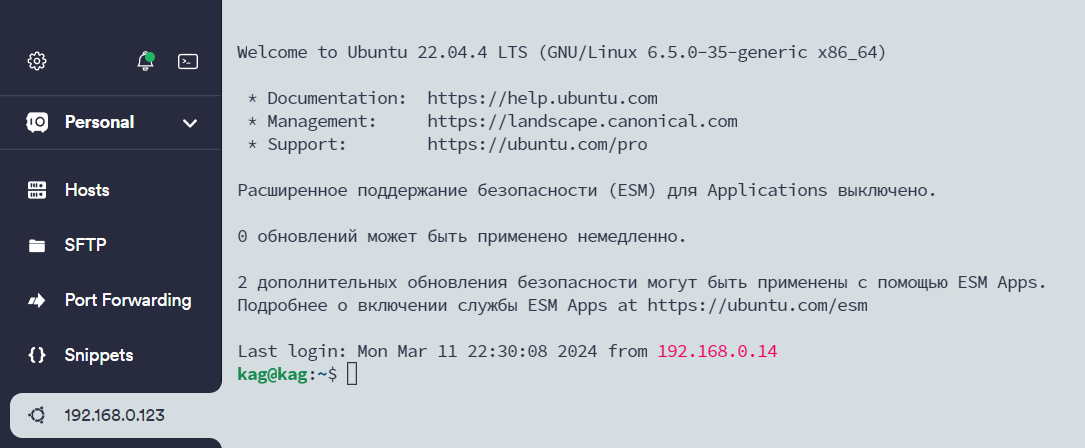 Personal
Hosts
SFTP
Port Forwarding
Snippets
192.168.0.123
Welcome to Ubuntu 22.04.4 LTS (GNU/Linux 6.5.0-35-generic x86_64)
* Documentation:  https://help.ubuntu.com
* Management:     https://landscape.canonical.com
* Support:        https://ubuntu.com/pro
Расширенное поддержание безопасности (ESM) для Applications выключено.
0 обновлений может быть применено немедленно.
2 дополнительных обновления безопасности могут быть применены с помощью ESM Apps.
Подробнее о включении службы ESM Apps at https://ubuntu.com/esm
Last login: Mon Mar 11 22:30:08 2024 from 192.168.0.14
kag@kag:~$